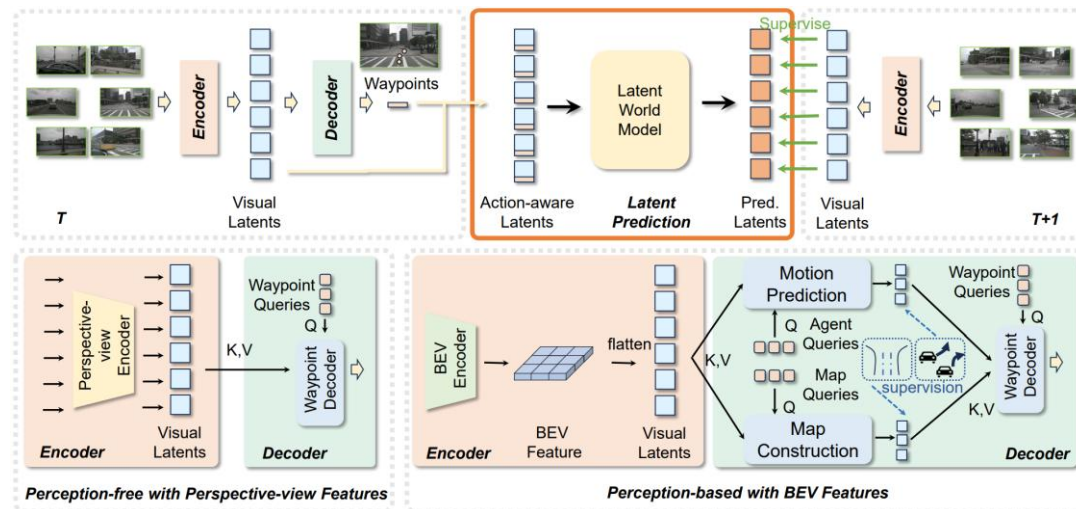 Supervise
Waypoints
Encoder
Decoder
Latent
World
Model
Encoder
Visual
Latents
Action-aware
Latents
Latent
Prediction
Pred.
Latents
Visual
Latents
T
T+1
Perspective-view
Encoder
Waypoint
Queries
Q
K,V
Waypoint
Decoder
Visual
Latents
Encoder
Decoder
Perception-free with Perspective-view Features
BEV
Encoder
flatten
BEV
Feature
Visual
Latents
Encoder
K,V
Motion
Prediction
Q
Agent
Queries
Map
Queries
Q
Map
Construction
supervision
Waypoint
Queries
Q
K,V
Waypoint
Decoder
Decoder
Perception-based with BEV Features